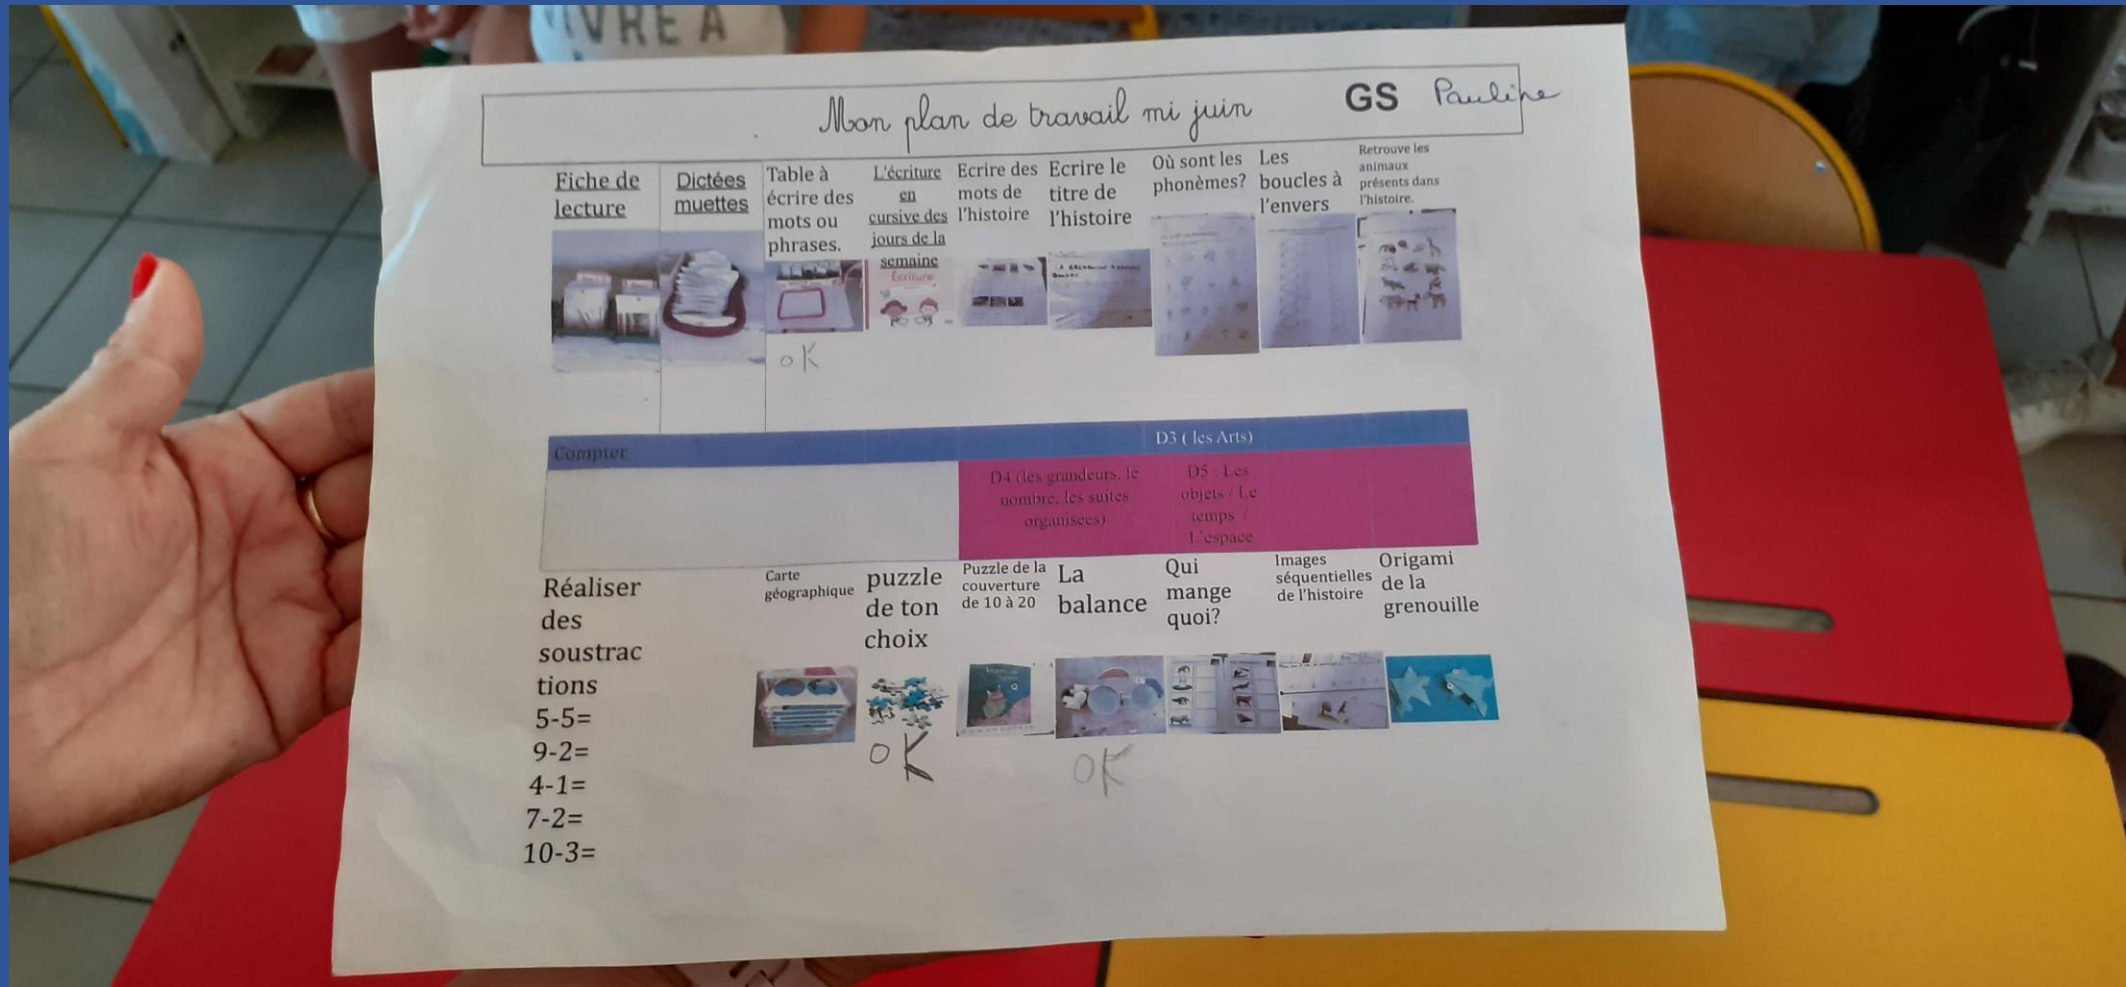 VIVRE A
Mon plan de travail mi juin
GS
Pauline
Fiche de
lecture
Dictées
muettes
Table à
écrire des
mots ou
phrases.
L'écriture
en
cursive des
jours de la
semaine
Ecrire des
mots de
l'histoire
Ecrire le
titre de
l'histoire
Où sont les
phonèmes?
Les
boucles à
l'envers
Retrouve les
animaux
présents dans
l'histoire.
Écriture
OK
Compter
D3 ( les Arts)
D4 (les grandeurs, le
nombre, les suites
organisées)
D5 : Les
objets / Le
temps /
L'espace
Réaliser
des
soustrac
tions
5-5=
9-2=
4-1=
7-2=
10-3=
Carte
géographique
puzzle
de ton
choix
Puzzle de la
couverture
de 10 à 20
La
balance
Qui
mange
quoi?
Images
séquentielles
de l'histoire
Origami
de la
grenouille
OK
OK